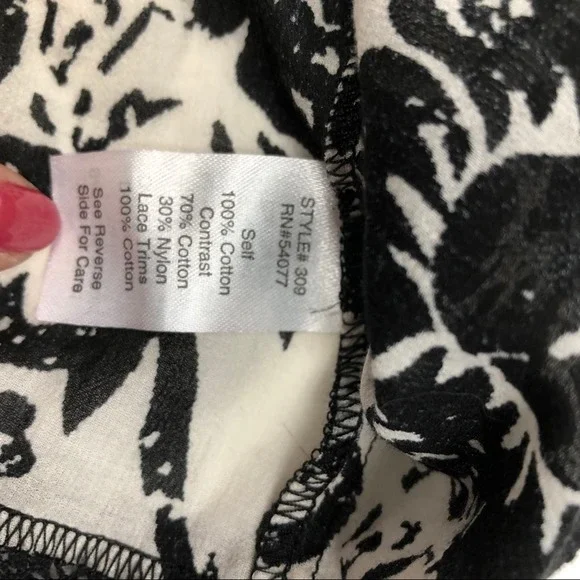 STYLE# 309
RN#54077
Self
100% Cotton
Contrast
70% Cotton
30% Nylon
Lace Trims
100% Cotton
See Reverse
Side For Care